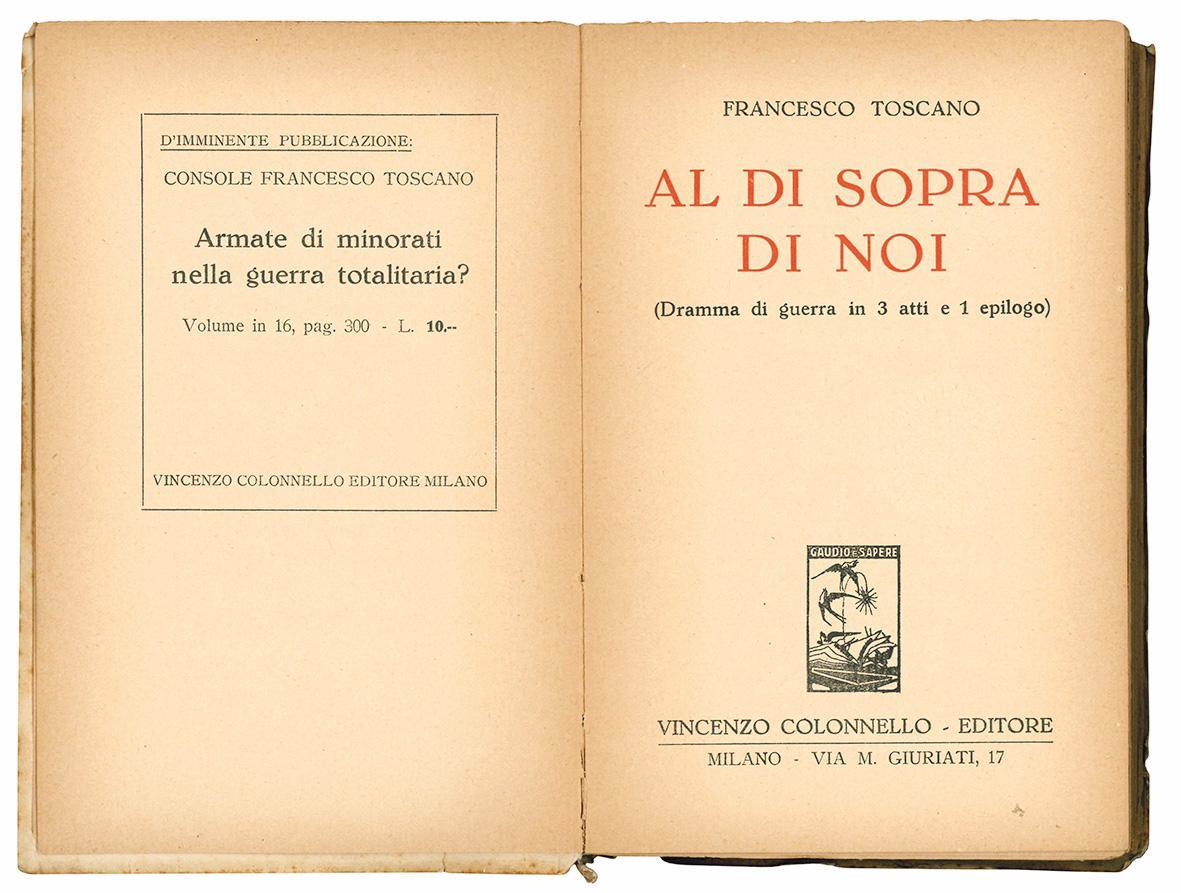 D'IMMINENTE PUBBLICAZIONE:
CONSOLE FRANCESCO TOSCANO
Armate di minorati
nella guerra totalitaria?
Volume in 16, pag. 300 - L. 10.--
VINCENZO COLONNELLO EDITORE MILANO
FRANCESCO TOSCANO
AL DI SOPRA
DI NOI
(Dramma di guerra in 3 atti e 1 epilogo)
GAUDIO È SAPERE
VINCENZO COLONNELLO - EDITORE
MILANO - VIA M. GIURIATI, 17